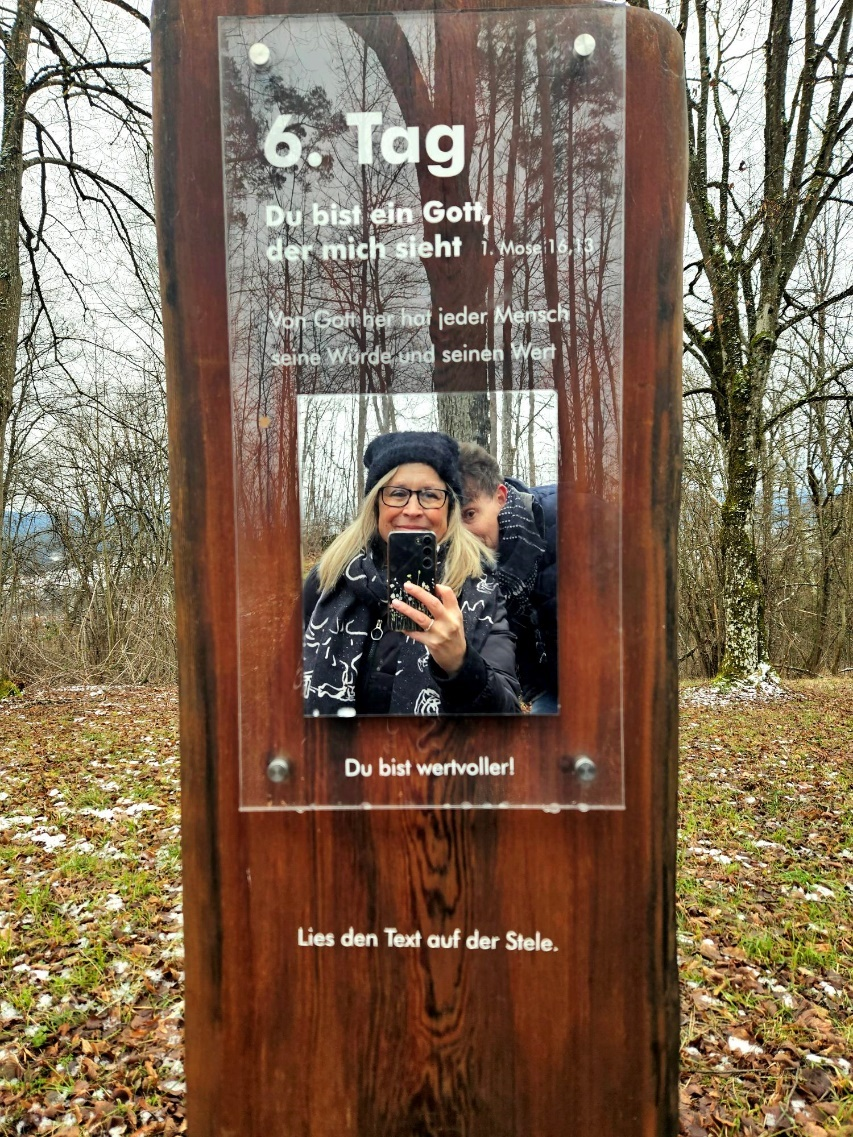 6. Tag
Du bist ein Gott,
der mich sieht 1. Mose 16,13
Von Gott her hat jeder Mensch
seine Würde und seinen Wert
Du bist wertvoller!
Lies den Text auf der Stele.